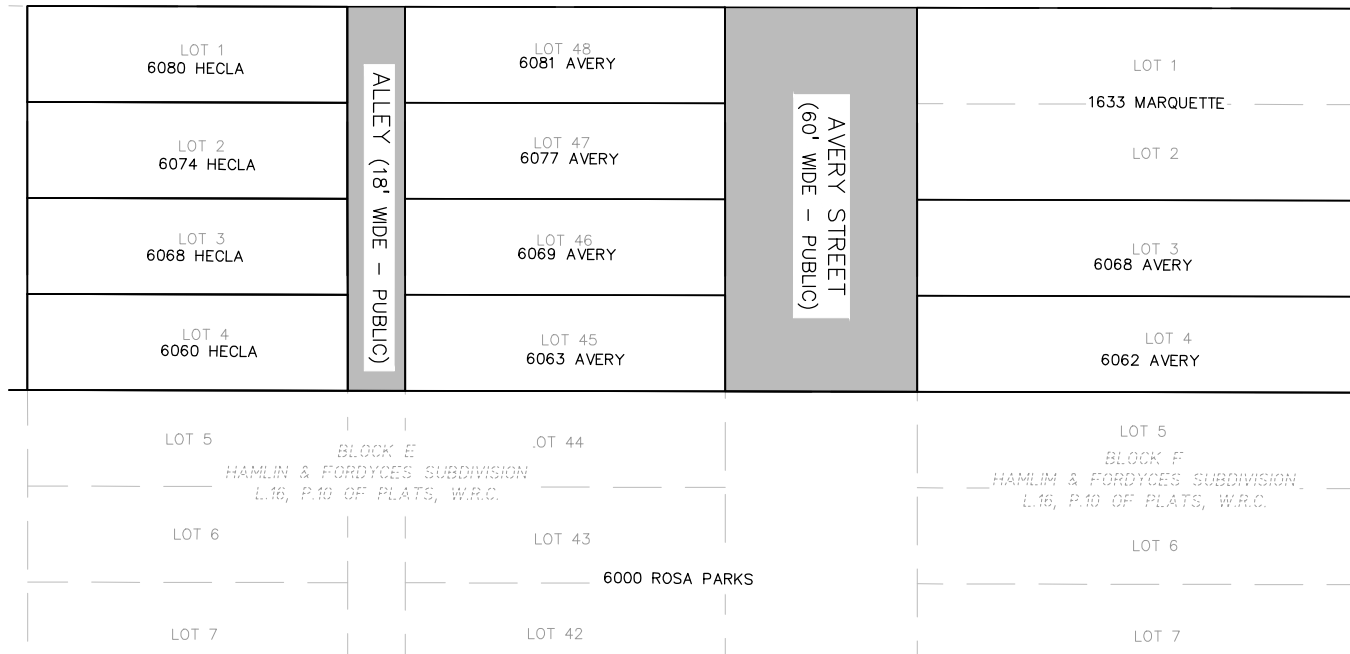 LOT 1
6080 HECLA
LOT 2
6074 HECLA
LOT 3
6068 HECLA
LOT 4
6060 HECLA
ALLEY (18' WIDE - PUBLIC)
LOT 48
6081 AVERY
LOT 47
6077 AVERY
LOT 46
6069 AVERY
LOT 45
6063 AVERY
AVERY STREET
(60' WIDE - PUBLIC)
LOT 1
1633 MARQUETTE
LOT 2
LOT 3
6068 AVERY
LOT 4
6062 AVERY
LOT 5
.OT 44
BLOCK E
HAMLIN & FORDYCES SUBDIVISION
L.16, P.10 OF PLATS, W.R.C.
LOT 6
LOT 43
6000 ROSA PARKS
LOT 7
LOT 42
LOT 5
BLOCK F
HAMLIM & FORDYCES SUBDIVISION
L.16, P.10 OF PLATS, W.R.C.
LOT 6
LOT 7